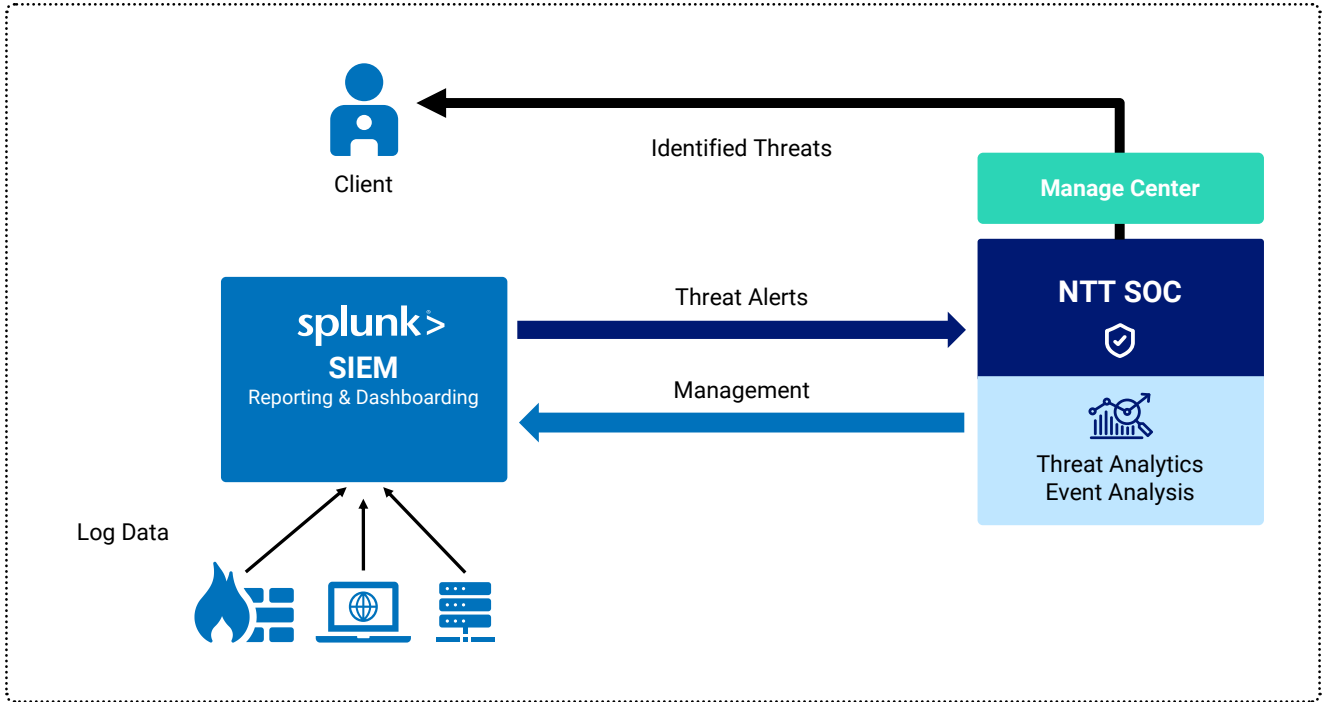 Client
Identified Threats
Manage Center
splunk>
SIEM
Reporting & Dashboarding
Threat Alerts
Management
NTT SOC
Threat Analytics
Event Analysis
Log Data